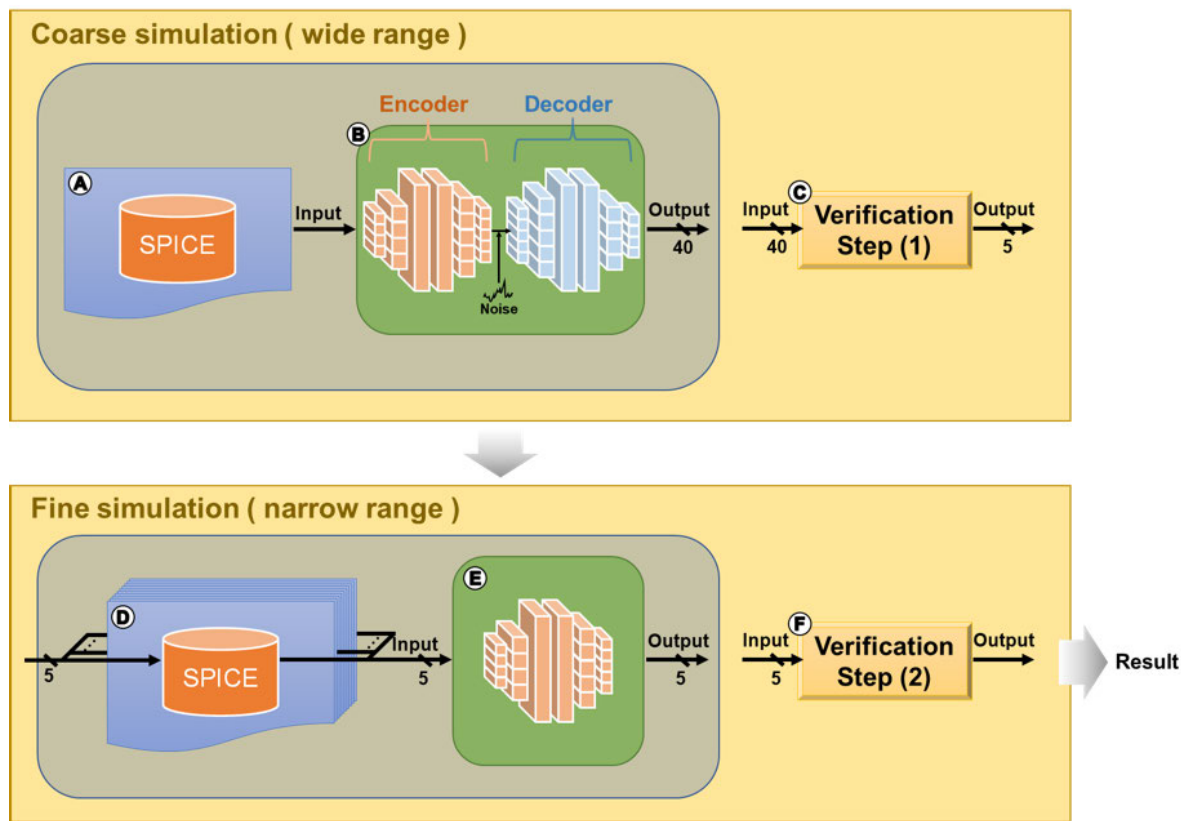 Coarse simulation ( wide range )
Encoder
Decoder
B
A
SPICE
Input
Noise
Output
40
C
Input
40
Verification
Step (1)
Output
5
Fine simulation ( narrow range )
5
D
SPICE
Input
5
E
Output
5
F
Input
5
Verification
Step (2)
Output
Result